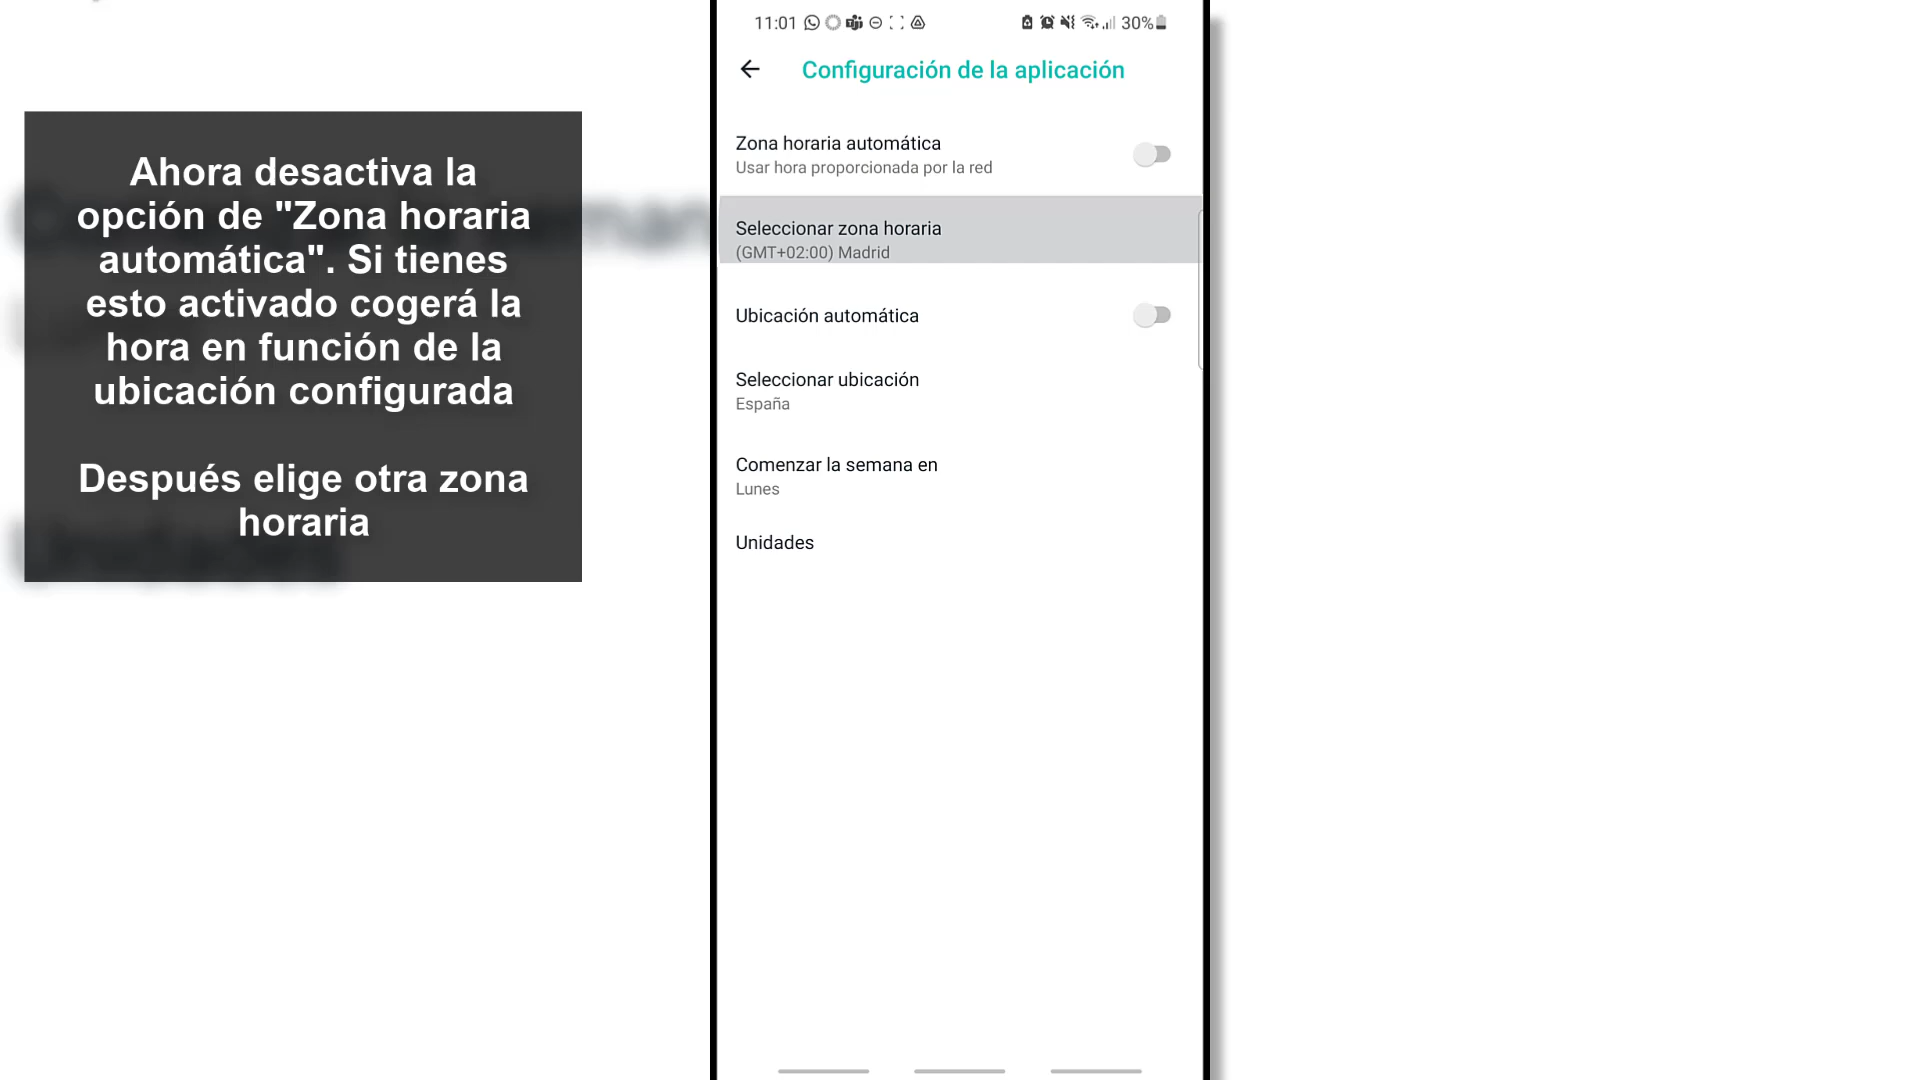 Ahora desactiva la
opción de "Zona horaria
automática". Si tienes
esto activado cogerá la
hora en función de la
ubicación configurada
Después elige otra zona
horaria
11:01
30%
Configuración de la aplicación
Zona horaria automática
Usar hora proporcionada por la red
Seleccionar zona horaria
(GMT+02:00) Madrid
Ubicación automática
Seleccionar ubicación
España
Comenzar la semana en
Lunes
Unidades